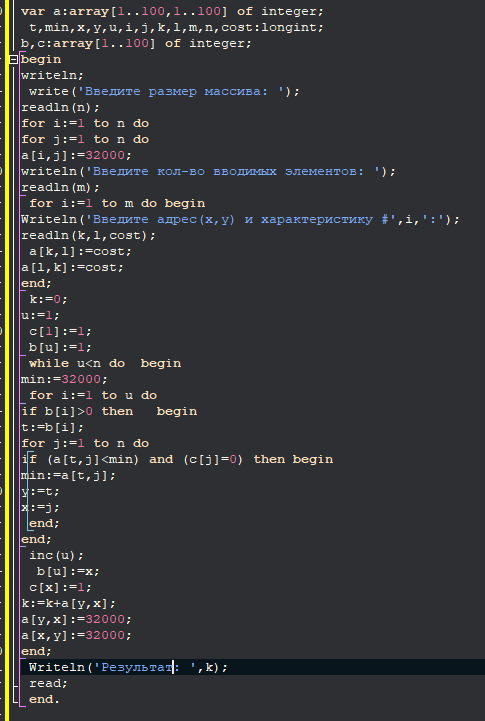 var a:array[1..100,1..100] of integer;
t,min,x,y,u,i,j,k,l,m,n,cost:longint;
b,c:array[1..100] of integer;
begin
writeln;
write('Введите размер массива: ');
readln(n);
for i:=1 to n do
for j:=1 to n do
a[i,j]:=32000;
writeln('Введите кол-во вводимых элементов: ');
readln(m);
for i:=1 to m do begin
Writeln('Введите адрес(x,y) и характеристику #',i,':');
readln(k,l,cost);
a[k,l]:=cost;
a[l,k]:=cost;
end;
k:=0;
u:=1;
c[1]:=1;
b[u]:=1;
while u<n do  begin
min:=32000;
for i:=1 to u do
if b[i]>0 then   begin
t:=b[i];
for j:=1 to n do
if (a[t,j]<min) and (c[j]=0) then begin
min:=a[t,j];
y:=t;
x:=j;
end;
end;
inc(u);
b[u]:=x;
c[x]:=1;
k:=k+a[y,x];
a[y,x]:=32000;
a[x,y]:=32000;
end;
Writeln('Результат: ',k);
read;
end.